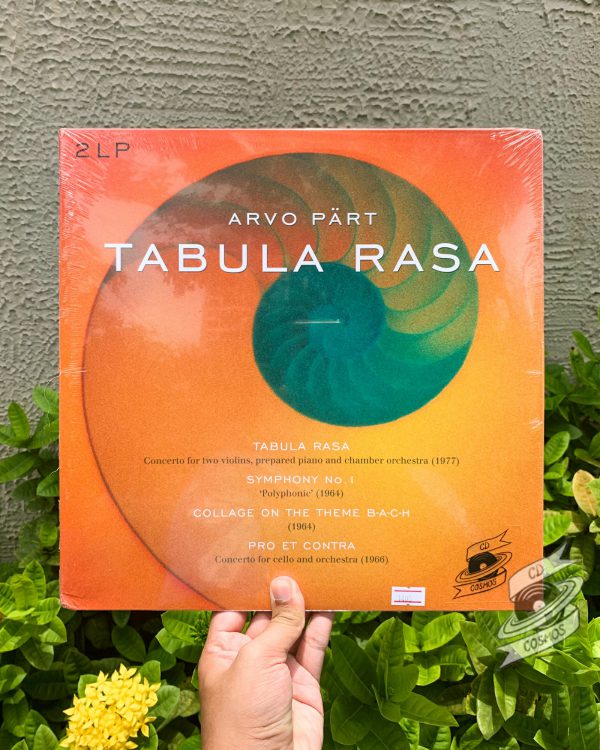 2LP
ARVO PÄRT
TABULA RASA
TABULA RASA
Concerto for two violins, prepared piano and chamber orchestra (1977)
SYMPHONY No. 1
‘Polyphonic’ (1964)
COLLAGE ON THE THEME B-A-C-H
(1964)
PRO ET CONTRA
Concerto for cello and orchestra (1966)
CD
COSMOS
CD
COSMOS